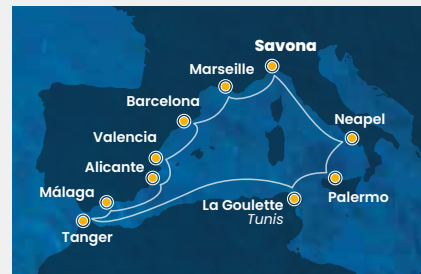 Savona
Marseille
Barcelona
Neapel
Valencia
Alicante
Málaga
La Goulette
Tunis
Palermo
Tanger